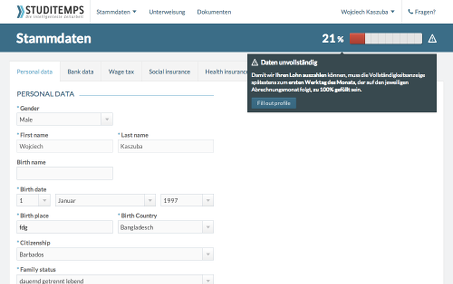 STUDITEMPS
die intelligentere Zeitarbeit
Stammdaten Unterweisung Dokumenten Wojciech Kaszuba Fragen?
Stammdaten 21 %
Daten unvollständig
Damit wir Ihren Lohn auszahlen können, muss die Vollständigkeitsanzeige
spätestens zum ersten Werktag des Monats, der auf den jeweiligen
Abrechnungsmonat folgt, zu 100% gefüllt sein.
Fill out profile
Personal data Bank data Wage tax Social insurance Health insurance
PERSONAL DATA
* Gender
Male
* First name * Last name
Wojciech Kaszuba
Birth name
* Birth date
1 Januar 1997
* Birth place * Birth Country
fdg Bangladesch
* Citizenship
Barbados
* Family status
dauernd getrennt lebend